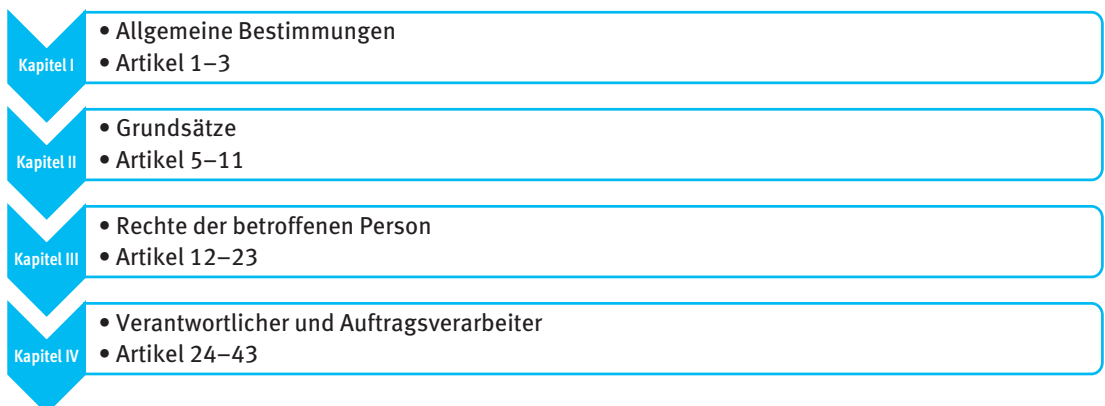 Kapitel I
• Allgemeine Bestimmungen
• Artikel 1–3
Kapitel II
• Grundsätze
• Artikel 5–11
Kapitel III
• Rechte der betroffenen Person
• Artikel 12–23
Kapitel IV
• Verantwortlicher und Auftragsverarbeiter
• Artikel 24–43